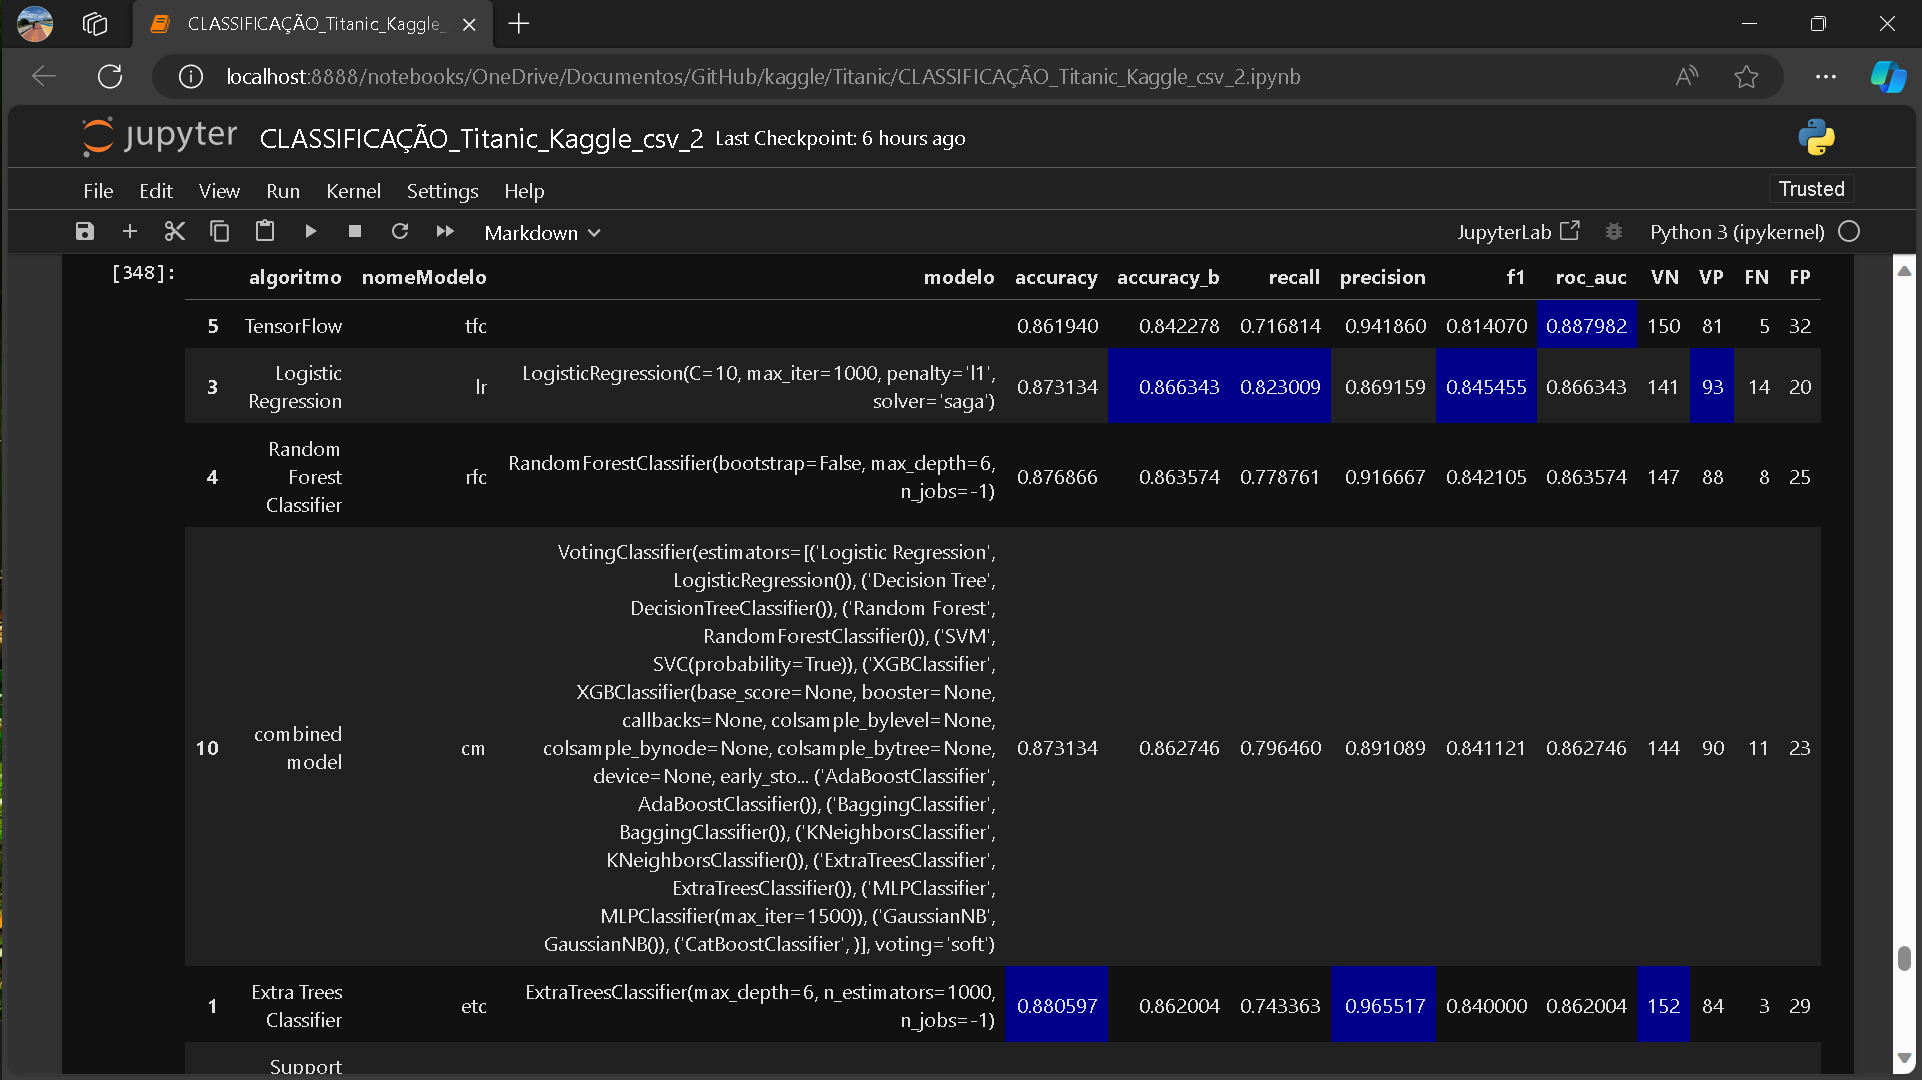 CLASSIFICAÇÃO_Titanic_Kaggle_
localhost:8888/notebooks/OneDrive/Documentos/GitHub/kaggle/Titanic/CLASSIFICAÇÃO_Titanic_Kaggle_csv_2.ipynb
jupyter CLASSIFICAÇÃO_Titanic_Kaggle_csv_2 Last Checkpoint: 6 hours ago
File Edit View Run Kernel Settings Help Trusted
Markdown JupyterLab Python 3 (ipykernel)
[348]: algoritmo nomeModelo modelo accuracy accuracy_b recall precision f1 roc_auc VN VP FN FP
5 TensorFlow tfc 0.861940 0.842278 0.716814 0.941860 0.814070 0.887982 150 81 5 32
Logistic LogisticRegression(C=10, max_iter=1000, penalty='l1',
3 lr 0.873134 0.866343 0.823009 0.869159 0.845455 0.866343 141 93 14 20
Regression solver='saga')
Random
RandomForestClassifier(bootstrap=False, max_depth=6,
4 Forest rfc 0.876866 0.863574 0.778761 0.916667 0.842105 0.863574 147 88 8 25
n_jobs=-1)
Classifier
VotingClassifier(estimators=[('Logistic Regression',
LogisticRegression()), ('Decision Tree',
DecisionTreeClassifier()), ('Random Forest',
RandomForestClassifier()), ('SVM',
SVC(probability=True)), ('XGBClassifier',
XGBClassifier(base_score=None, booster=None,
callbacks=None, colsample_bylevel=None,
combined
10 cm colsample_bynode=None, colsample_bytree=None, 0.873134 0.862746 0.796460 0.891089 0.841121 0.862746 144 90 11 23
model
device=None, early_sto... ('AdaBoostClassifier',
AdaBoostClassifier()), ('BaggingClassifier',
BaggingClassifier()), ('KNeighborsClassifier',
KNeighborsClassifier()), ('ExtraTreesClassifier',
ExtraTreesClassifier()), ('MLPClassifier',
MLPClassifier(max_iter=1500)), ('GaussianNB',
GaussianNB()), ('CatBoostClassifier', )], voting='soft')
Extra Trees ExtraTreesClassifier(max_depth=6, n_estimators=1000,
1 etc 0.880597 0.862004 0.743363 0.965517 0.840000 0.862004 152 84 3 29
Classifier n_jobs=-1)
Support